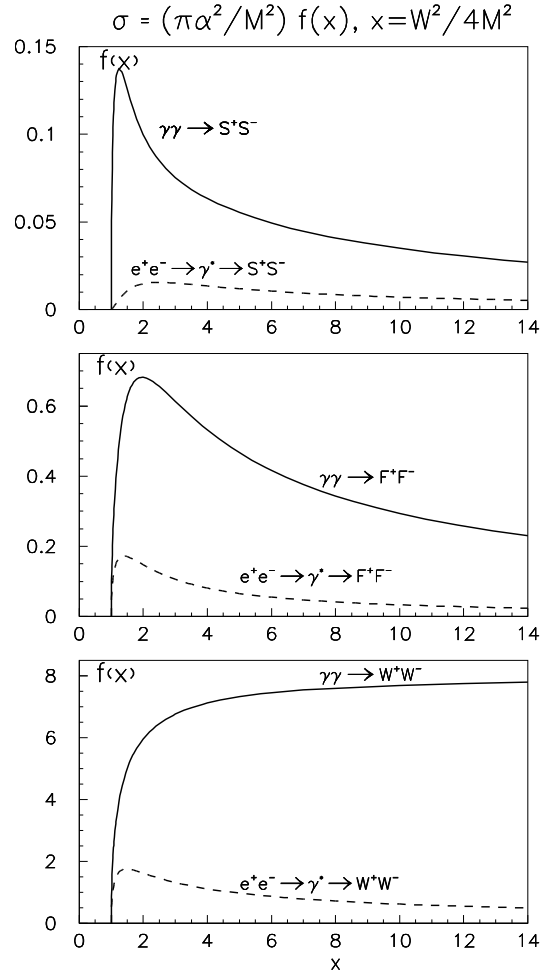 σ = (πα²/M²) f(x), x=W²/4M²
0.15
f(x)
γγ → S⁺S⁻
0.1
0.05
e⁺e⁻ → γ* → S⁺S⁻
0
0 2 4 6 8 10 12 14
f(x)
0.6
γγ → F⁺F⁻
0.4
0.2
e⁺e⁻ → γ* → F⁺F⁻
0
0 2 4 6 8 10 12 14
f(x)
γγ → W⁺W⁻
8
6
4
2
e⁺e⁻ → γ* → W⁺W⁻
0
0 2 4 6 8 10 12 14
x